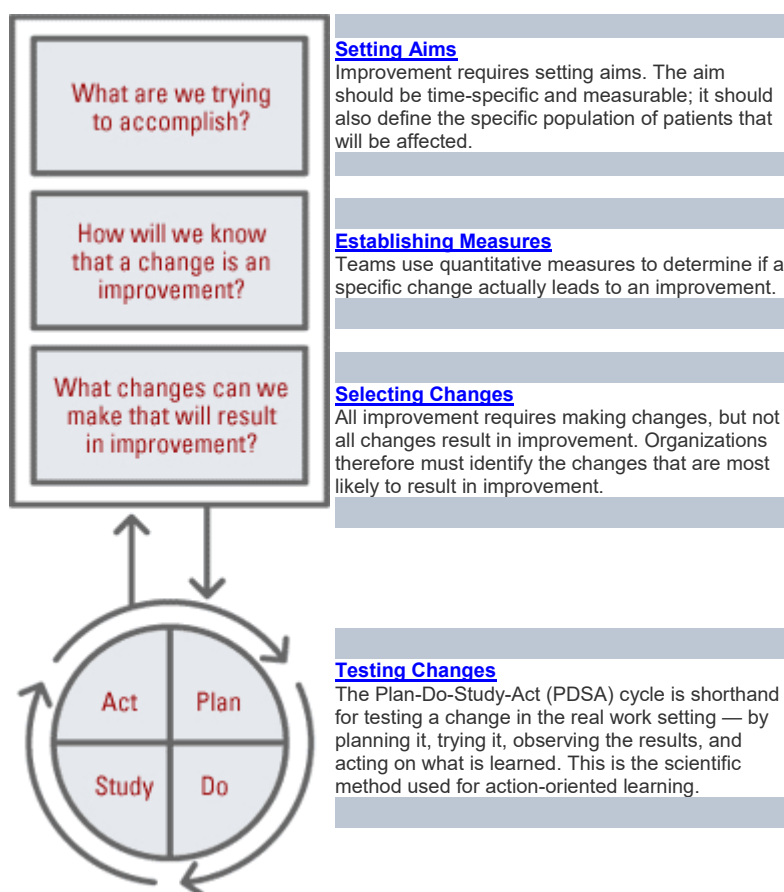 What are we trying
to accomplish?
Setting Aims
Improvement requires setting aims. The aim
should be time-specific and measurable; it should
also define the specific population of patients that
will be affected.
How will we know
that a change is an
improvement?
Establishing Measures
Teams use quantitative measures to determine if a
specific change actually leads to an improvement.
What changes can we
make that will result
in improvement?
Selecting Changes
All improvement requires making changes, but not
all changes result in improvement. Organizations
therefore must identify the changes that are most
likely to result in improvement.
Act
Plan
Study
Do
Testing Changes
The Plan-Do-Study-Act (PDSA) cycle is shorthand
for testing a change in the real work setting — by
planning it, trying it, observing the results, and
acting on what is learned. This is the scientific
method used for action-oriented learning.